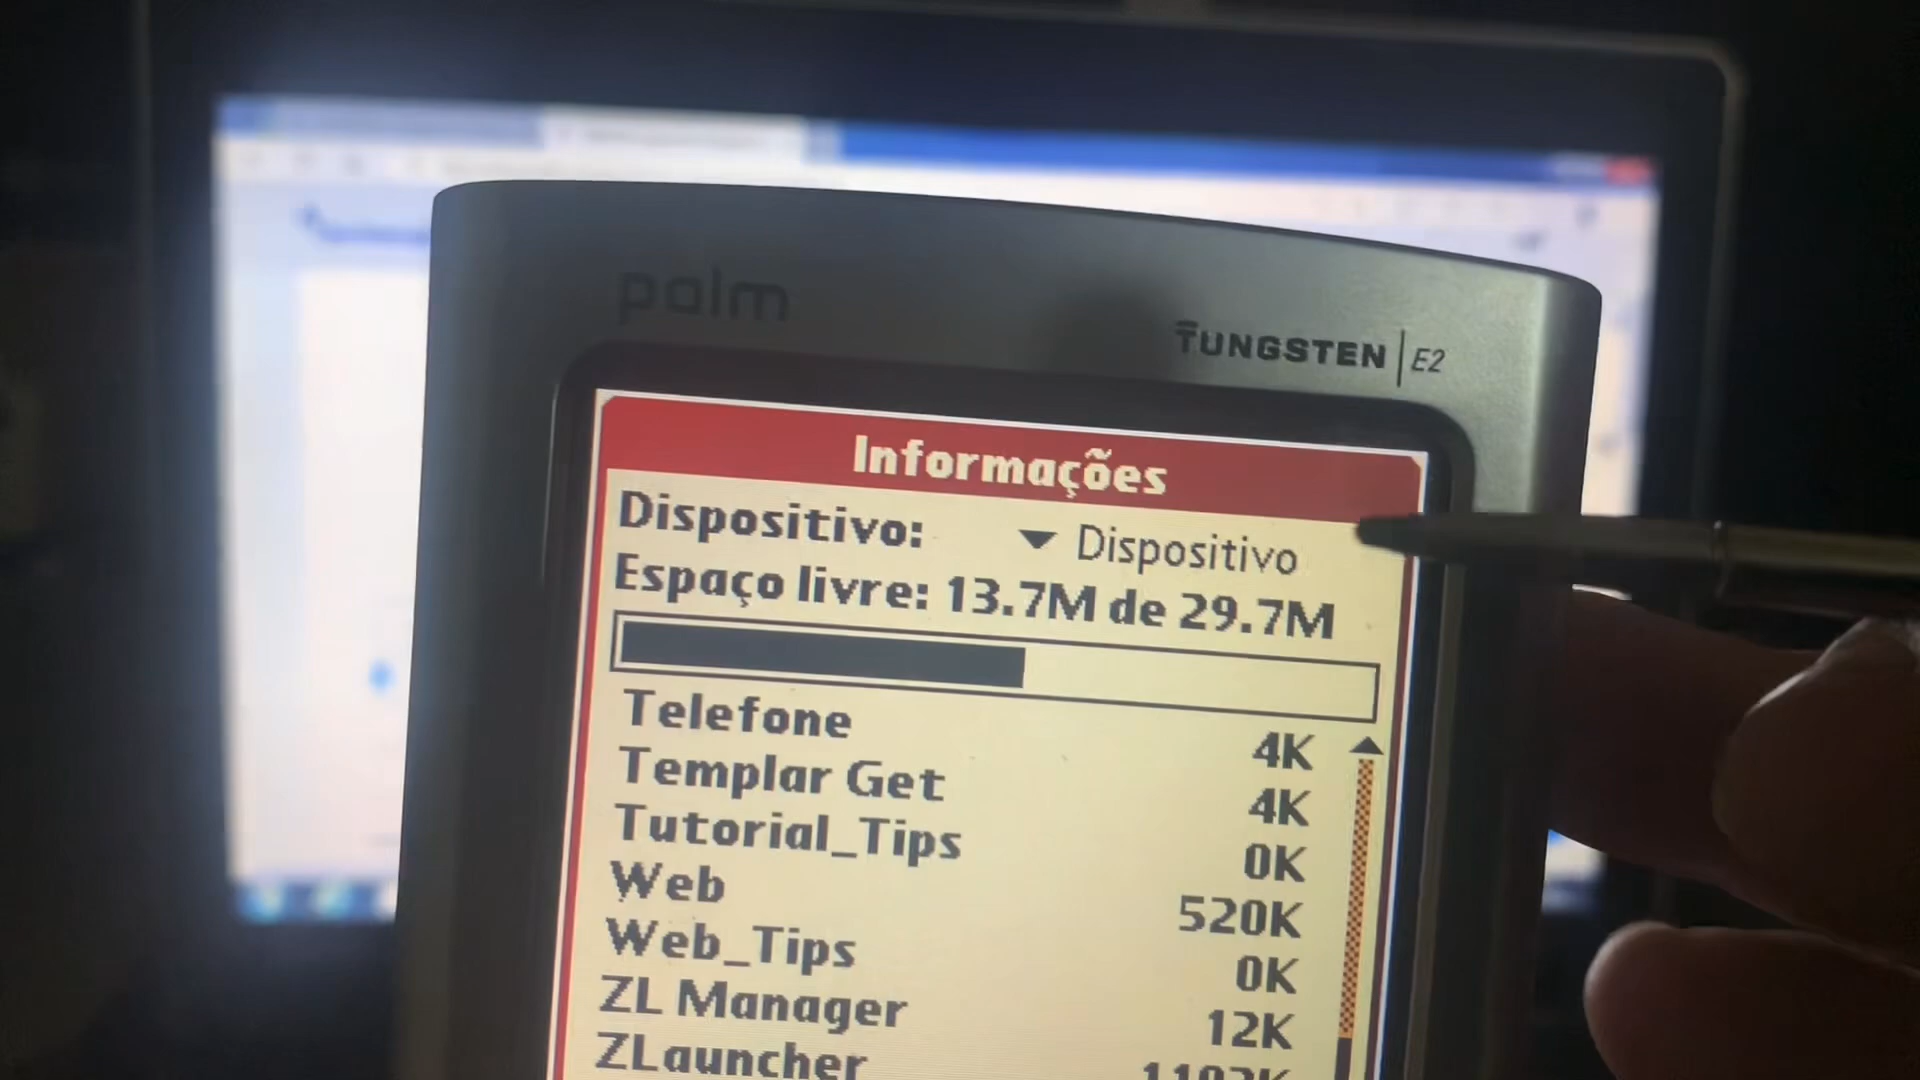 palm
TUNGSTEN | E2
Informações
Dispositivo: Dispositivo
Espaço livre: 13.7M de 29.7M
Telefone 4K
Templar Get 4K
Tutorial_Tips 0K
Web 520K
Web_Tips 0K
ZL Manager 12K
ZLauncher